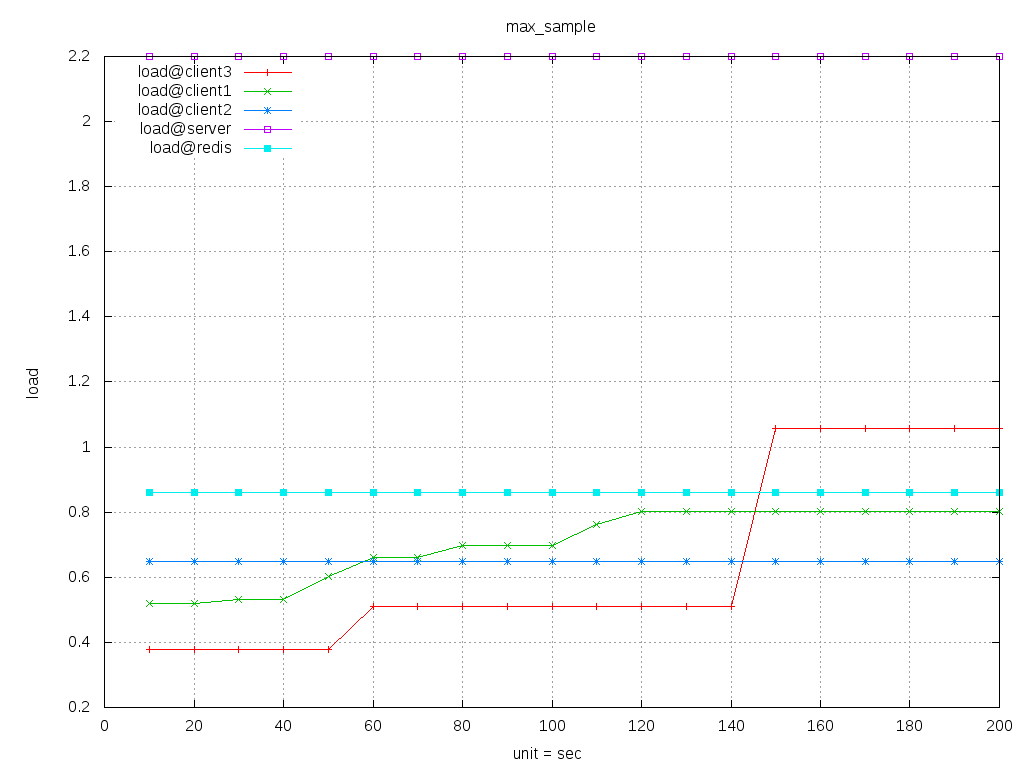 max_sample
2.2
2
1.8
1.6
1.4
1.2
1
0.8
0.6
0.4
0.2
load
load@client3
load@client1
load@client2
load@server
load@redis
0 20 40 60 80 100 120 140 160 180 200
unit = sec